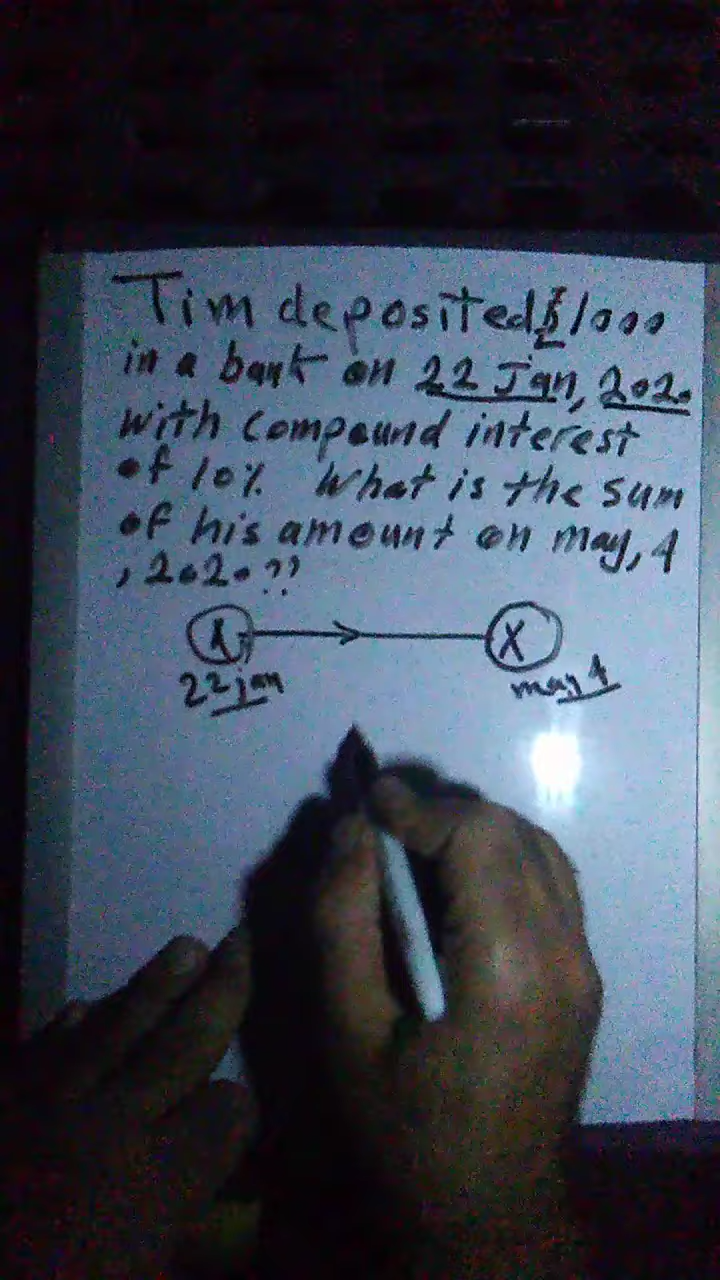 Tim deposited $1000
in a bank on 22 Jan, 2020
with compound interest
of 10% What is the sum
of his amount on may, 4
, 2020??
X
22 jan
may 4